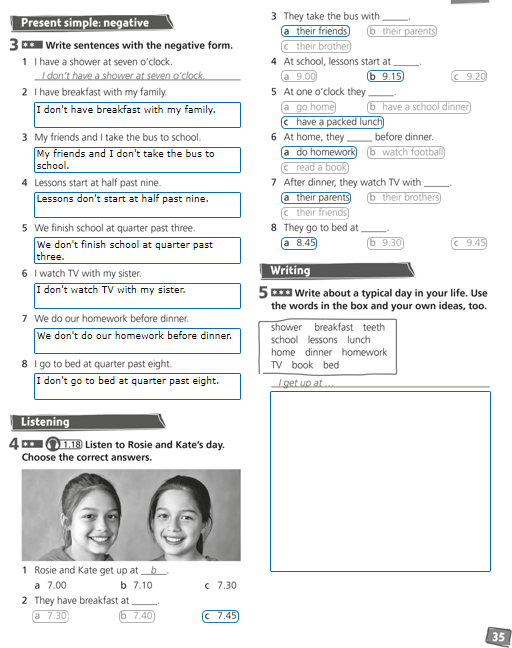 Present simple: negative
3 Write sentences with the negative form.
1 I have a shower at seven o'clock.
I don't have a shower at seven o'clock.
2 I have breakfast with my family.
I don't have breakfast with my family.
3 My friends and I take the bus to school.
My friends and I don't take the bus to
school.
4 Lessons start at half past nine.
Lessons don't start at half past nine.
5 We finish school at quarter past three.
We don't finish school at quarter past
three.
6 I watch TV with my sister.
I don't watch TV with my sister.
7 We do our homework before dinner.
We don't do our homework before dinner.
8 I go to bed at quarter past eight.
I don't go to bed at quarter past eight.
Listening
4 1.18 Listen to Rosie and Kate's day.
Choose the correct answers.
1 Rosie and Kate get up at b .
a 7.00 b 7.10 c 7.30
2 They have breakfast at _____.
a 7.30 b 7.40 c 7.45
3 They take the bus with _____.
a their friends b their parents
c their brother
4 At school, lessons start at _____.
a 9.00 b 9.15 c 9.20
5 At one o'clock they _____.
a go home b have a school dinner
c have a packed lunch
6 At home, they _____ before dinner.
a do homework b watch football
c read a book
7 After dinner, they watch TV with _____.
a their parents b their brothers
c their friends
8 They go to bed at _____.
a 8.45 b 9.30 c 9.45
Writing
5 Write about a typical day in your life. Use
the words in the box and your own ideas, too.
shower breakfast teeth
school lessons lunch
home dinner homework
TV book bed
I get up at ...
35